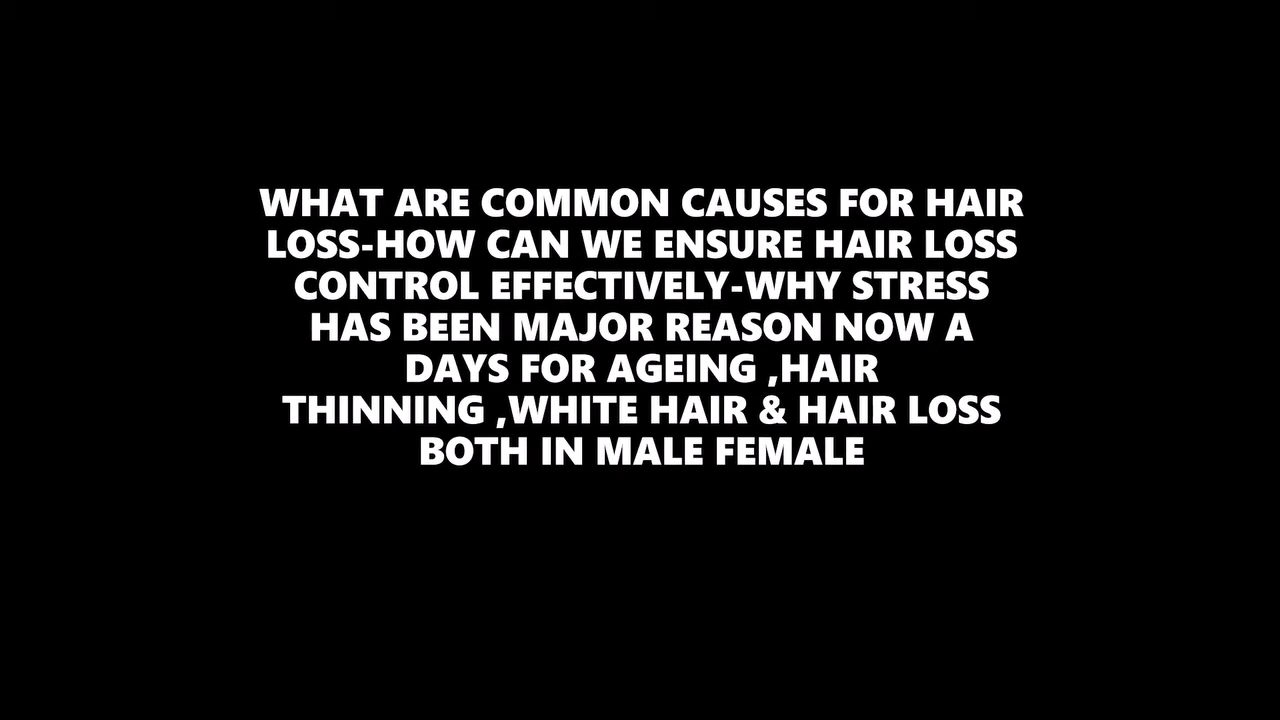 WHAT ARE COMMON CAUSES FOR HAIR
LOSS-HOW CAN WE ENSURE HAIR LOSS
CONTROL EFFECTIVELY-WHY STRESS
HAS BEEN MAJOR REASON NOW A
DAYS FOR AGEING ,HAIR
THINNING ,WHITE HAIR & HAIR LOSS
BOTH IN MALE FEMALE